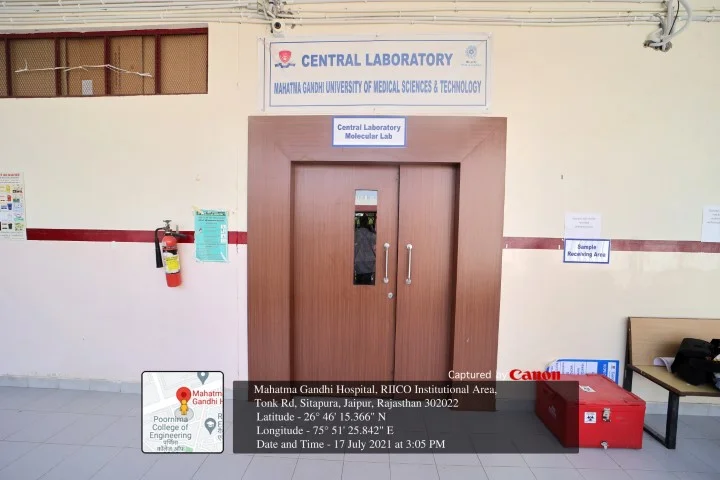 CENTRAL LABORATORY
MAHATMA GANDHI UNIVERSITY OF MEDICAL SCIENCES & TECHNOLOGY
Central Laboratory
Molecular Lab
Sample
Receiving Area
Captured by Canon
Mahatma Gandhi Hospital, RIICO Institutional Area,
Tonk Rd, Sitapura, Jaipur, Rajasthan 302022
Latitude - 26° 46' 15.366" N
Longitude - 75° 51' 25.842" E
Date and Time - 17 July 2021 at 3:05 PM
Mahatm
Gandhi H
Poornima
College of
Engineering